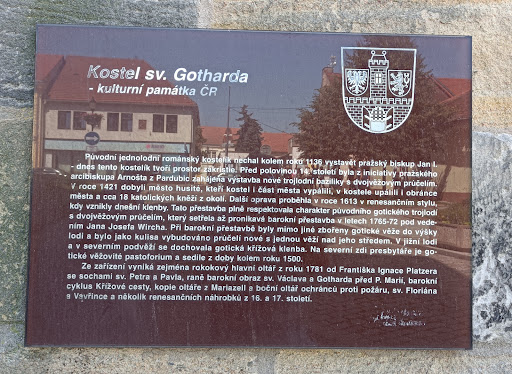 Kostel sv. Gotharda
- kulturní památka ČR
Původní jednolodní románský kostelík nechal kolem roku 1136 vystavět pražský biskup Jan I.
- dnes tento kostelík tvoří prostor zákristie. Před polovinou 14. století byla z iniciativy pražského
arcibiskupa Arnošta z Pardubic zahájena výstavba nové trojlodní baziliky s dvojvěžovým průčelím.
V roce 1421 dobyli město husité, kteří kostel i část města vypálili, v kostele upálili i obránce
města a cca 18 katolických kněží z okolí. Další oprava proběhla v roce 1613 v renesančním stylu,
kdy vznikly dnešní klenby. Tato přestavba plně respektovala charakter původního gotického trojlodí
s dvojvěžovým průčelím, který setřela až pronikavá barokní přestavba v letech 1765-72 pod vede-
ním Jana Josefa Wircha. Při barokní přestavbě byly mimo jiné zbořeny gotické věže do výšky
lodí a bylo jako kulisa vybudováno průčelí nové s jednou věží nad jeho středem. V jižní lodi
a v severním podvěží se dochovala gotická křížová klenba. Na severní zdi presbytáře je go-
tické věžovité pastoforium a sedile z doby kolem roku 1500.
Ze zařízení vyniká zejména rokokový hlavní oltář z roku 1781 od Františka Ignace Platzera
se sochami sv. Petra a Pavla, raně barokní obraz sv. Václava a Gotharda před P. Marií, barokní
cyklus Křížové cesty, kopie oltáře z Mariazell a boční oltář ochránců proti požáru, sv. Floriána
a Vavřince a několik renesančních náhrobků z 16. a 17. století.